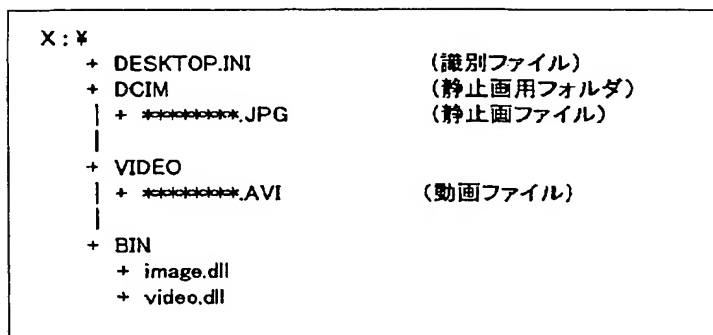 X:¥
+ DESKTOP.INI (識別ファイル)
+ DCIM (静止画用フォルダ)
| + ********.JPG (静止画ファイル)
|
+ VIDEO
| + ********.AVI (動画ファイル)
|
+ BIN
+ image.dll
+ video.dll